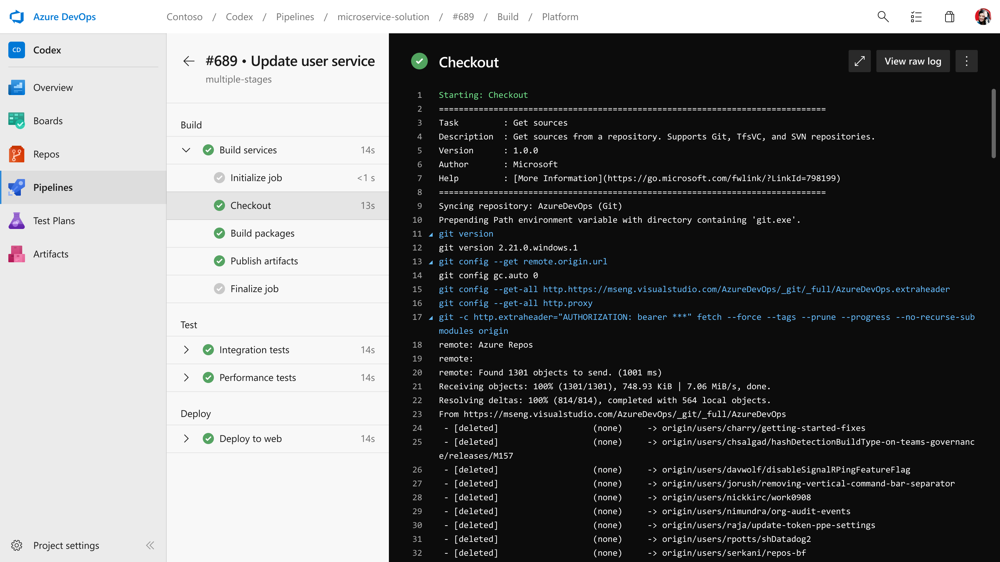 Azure DevOps
Contoso / Codex / Pipelines / microservice-solution / #689 / Build / Platform
CD Codex
Overview
Boards
Repos
Pipelines
Test Plans
Artifacts
Project settings
#689 • Update user service
multiple-stages
Build
Build services 14s
Initialize job <1 s
Checkout 13s
Build packages
Publish artifacts
Finalize job
Test
Integration tests 14s
Performance tests 14s
Deploy
Deploy to web 14s
Checkout
View raw log
1 Starting: Checkout
2 ==============================================================================
3 Task         : Get sources
4 Description  : Get sources from a repository. Supports Git, TfsVC, and SVN repositories.
5 Version      : 1.0.0
6 Author       : Microsoft
7 Help         : [More Information](https://go.microsoft.com/fwlink/?LinkId=798199)
8 ==============================================================================
9 Syncing repository: AzureDevOps (Git)
10 Prepending Path environment variable with directory containing 'git.exe'.
11 git version
12 git version 2.21.0.windows.1
13 git config --get remote.origin.url
14 git config gc.auto 0
15 git config --get-all http.https://mseng.visualstudio.com/AzureDevOps/_git/_full/AzureDevOps.extraheader
16 git config --get-all http.proxy
17 git -c http.extraheader="AUTHORIZATION: bearer ***" fetch --force --tags --prune --progress --no-recurse-sub
modules origin
18 remote: Azure Repos
19 remote:
20 remote: Found 1301 objects to send. (1001 ms)
21 Receiving objects: 100% (1301/1301), 748.93 KiB | 7.06 MiB/s, done.
22 Resolving deltas: 100% (814/814), completed with 564 local objects.
23 From https://mseng.visualstudio.com/AzureDevOps/_git/_full/AzureDevOps
24  - [deleted]                   (none)     -> origin/users/charry/getting-started-fixes
25  - [deleted]                   (none)     -> origin/users/chsalgad/hashDetectionBuildType-on-teams-governanc
e/releases/M157
26  - [deleted]                   (none)     -> origin/users/davwolf/disableSignalRPingFeatureFlag
27  - [deleted]                   (none)     -> origin/users/jorush/removing-vertical-command-bar-separator
28  - [deleted]                   (none)     -> origin/users/nickkirc/work0908
29  - [deleted]                   (none)     -> origin/users/nimundra/org-audit-events
30  - [deleted]                   (none)     -> origin/users/raja/update-token-ppe-settings
31  - [deleted]                   (none)     -> origin/users/rpotts/shDatadog2
32  - [deleted]                   (none)     -> origin/users/serkani/repos-bf